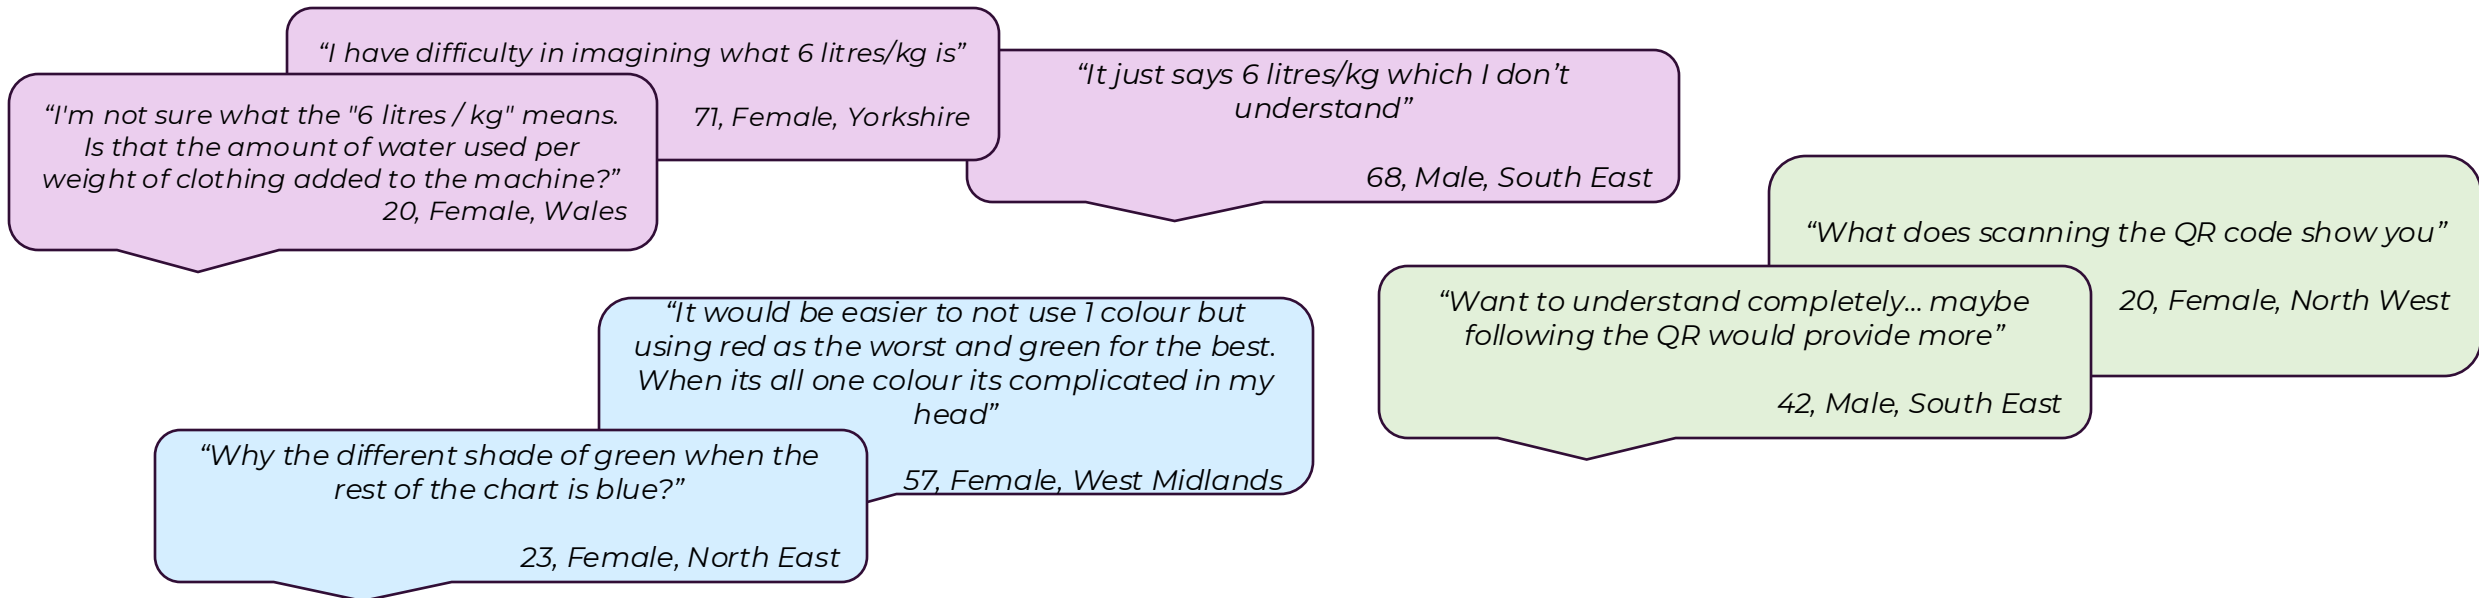 “I have difficulty in imagining what 6 litres/kg is”
71, Female, Yorkshire
“I'm not sure what the "6 litres / kg" means.
Is that the amount of water used per
weight of clothing added to the machine?”
20, Female, Wales
“It just says 6 litres/kg which I don’t
understand”
68, Male, South East
“What does scanning the QR code show you”
20, Female, North West
“Want to understand completely... maybe
following the QR would provide more”
42, Male, South East
“It would be easier to not use 1 colour but
using red as the worst and green for the best.
When its all one colour its complicated in my
head”
57, Female, West Midlands
“Why the different shade of green when the
rest of the chart is blue?”
23, Female, North East